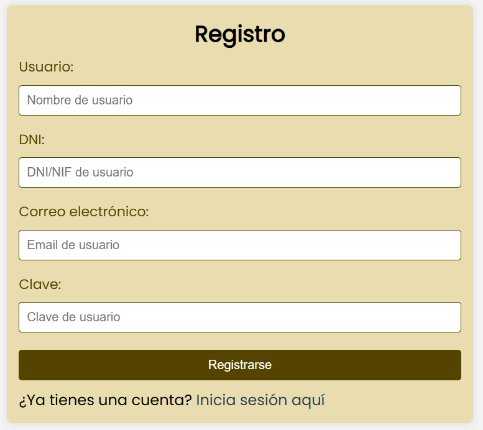 Registro
Usuario:
Nombre de usuario
DNI:
DNI/NIF de usuario
Correo electrónico:
Email de usuario
Clave:
Clave de usuario
Registrarse
¿Ya tienes una cuenta? Inicia sesión aquí